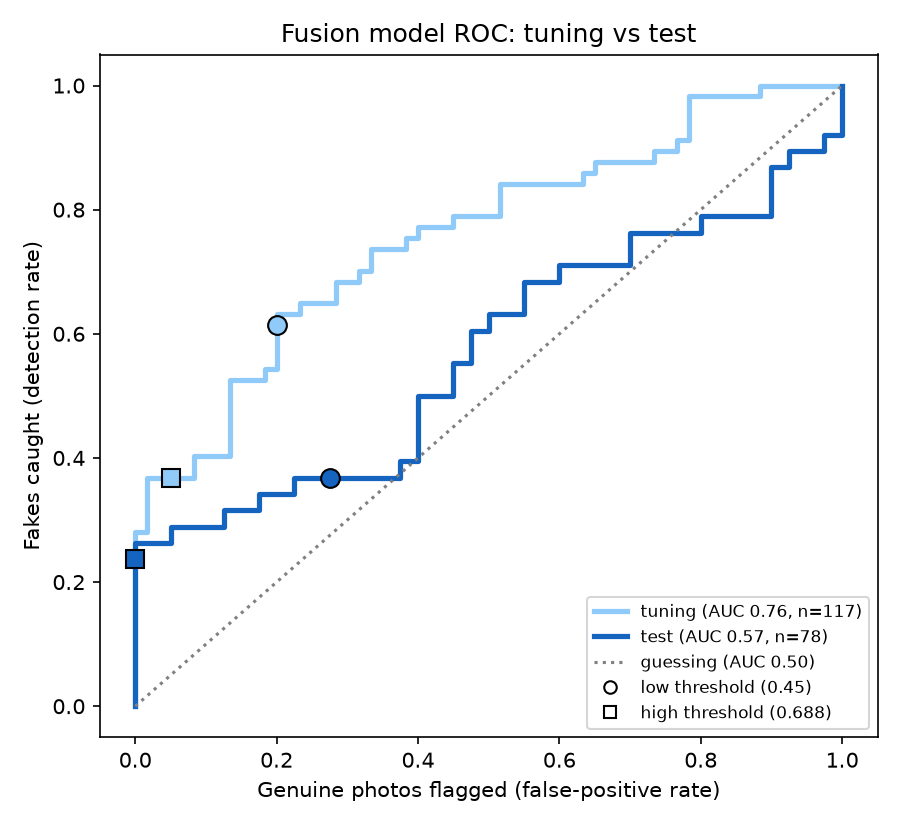 Fusion model ROC: tuning vs test
Fakes caught (detection rate)
1.0
0.8
0.6
0.4
0.2
0.0
0.0 0.2 0.4 0.6 0.8 1.0
Genuine photos flagged (false-positive rate)
tuning (AUC 0.76, n=117)
test (AUC 0.57, n=78)
guessing (AUC 0.50)
low threshold (0.45)
high threshold (0.688)